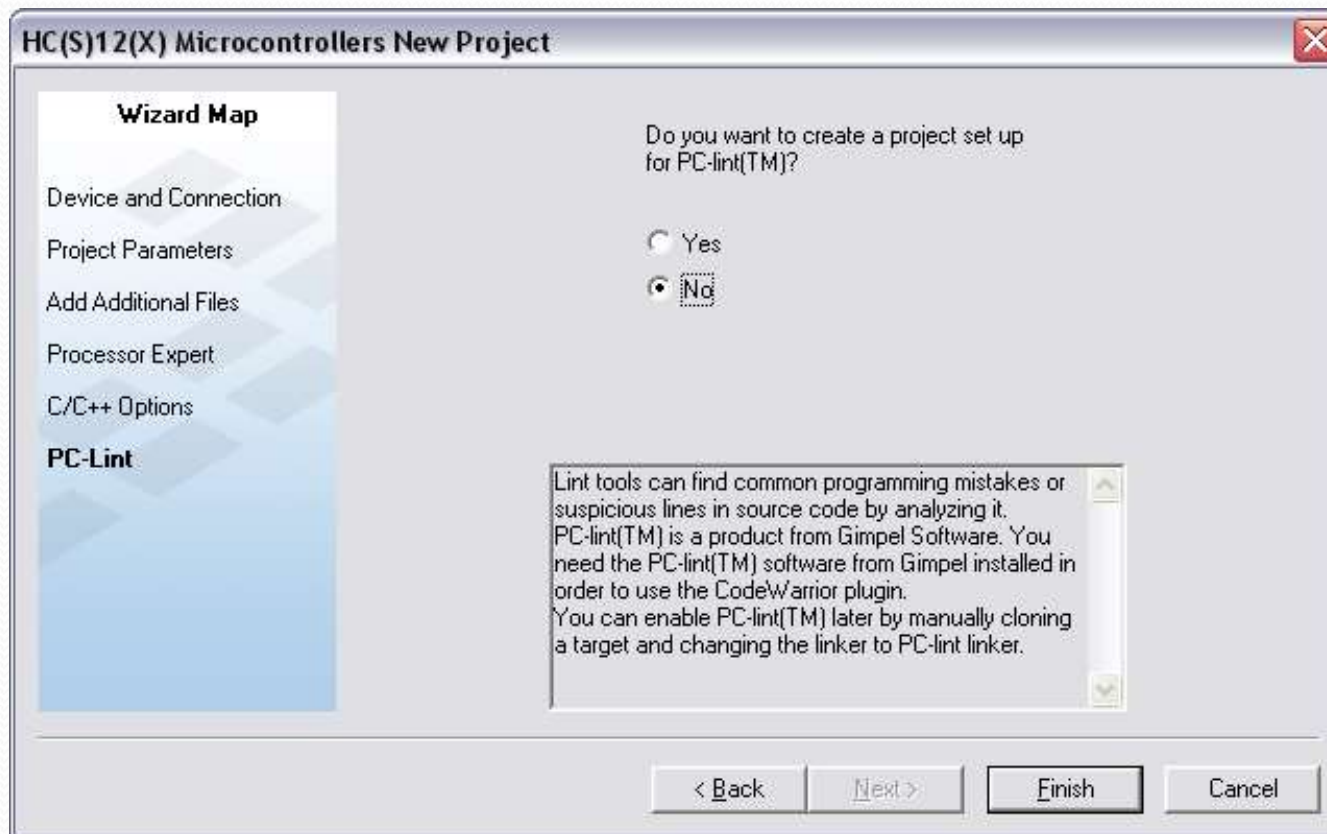 HC(S)12(X) Microcontrollers New Project
Wizard Map
Device and Connection
Project Parameters
Add Additional Files
Processor Expert
C/C++ Options
PC-Lint
Do you want to create a project set up
for PC-lint(TM)?
Yes
No
Lint tools can find common programming mistakes or
suspicious lines in source code by analyzing it.
PC-lint(TM) is a product from Gimpel Software. You
need the PC-lint(TM) software from Gimpel installed in
order to use the CodeWarrior plugin.
You can enable PC-lint(TM) later by manually cloning
a target and changing the linker to PC-lint linker.
< Back
Next >
Finish
Cancel